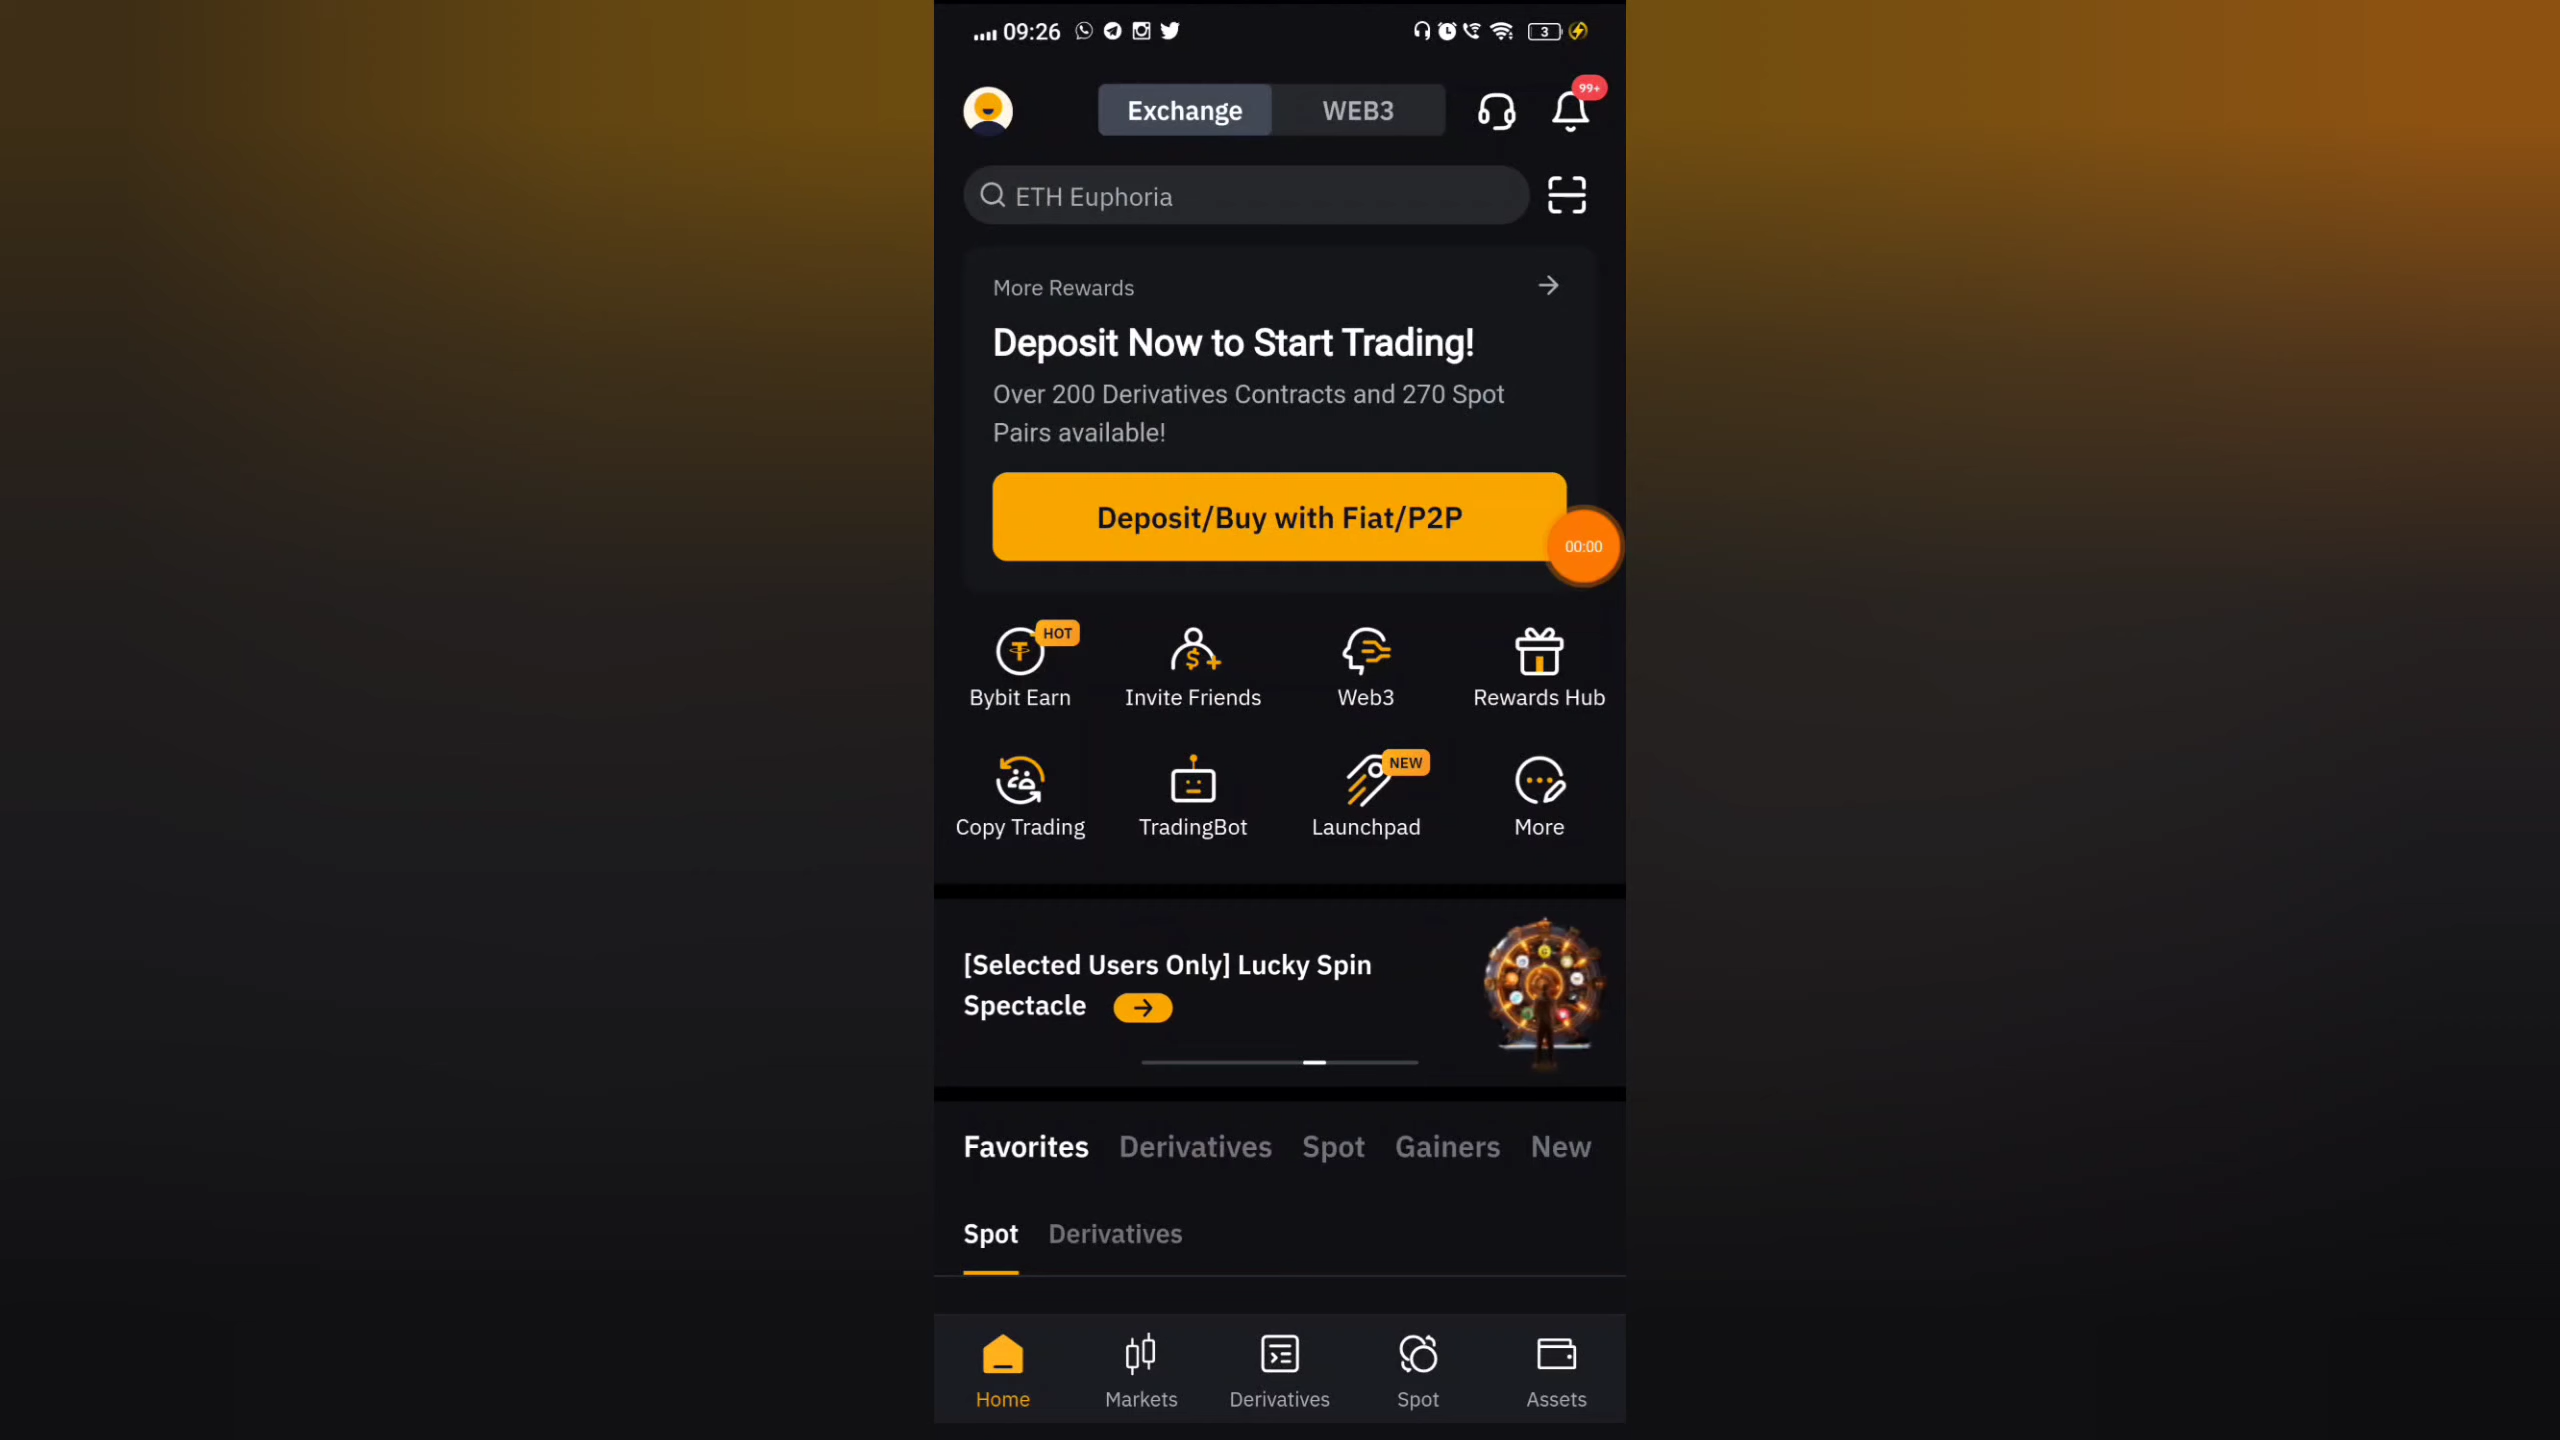 09:26
3
Exchange
WEB3
99+
ETH Euphoria
More Rewards
Deposit Now to Start Trading!
Over 200 Derivatives Contracts and 270 Spot
Pairs available!
Deposit/Buy with Fiat/P2P
00:00
HOT
Bybit Earn
Invite Friends
Web3
Rewards Hub
NEW
Copy Trading
TradingBot
Launchpad
More
[Selected Users Only] Lucky Spin
Spectacle
Favorites
Derivatives
Spot
Gainers
New
Spot
Derivatives
Home
Markets
Derivatives
Spot
Assets